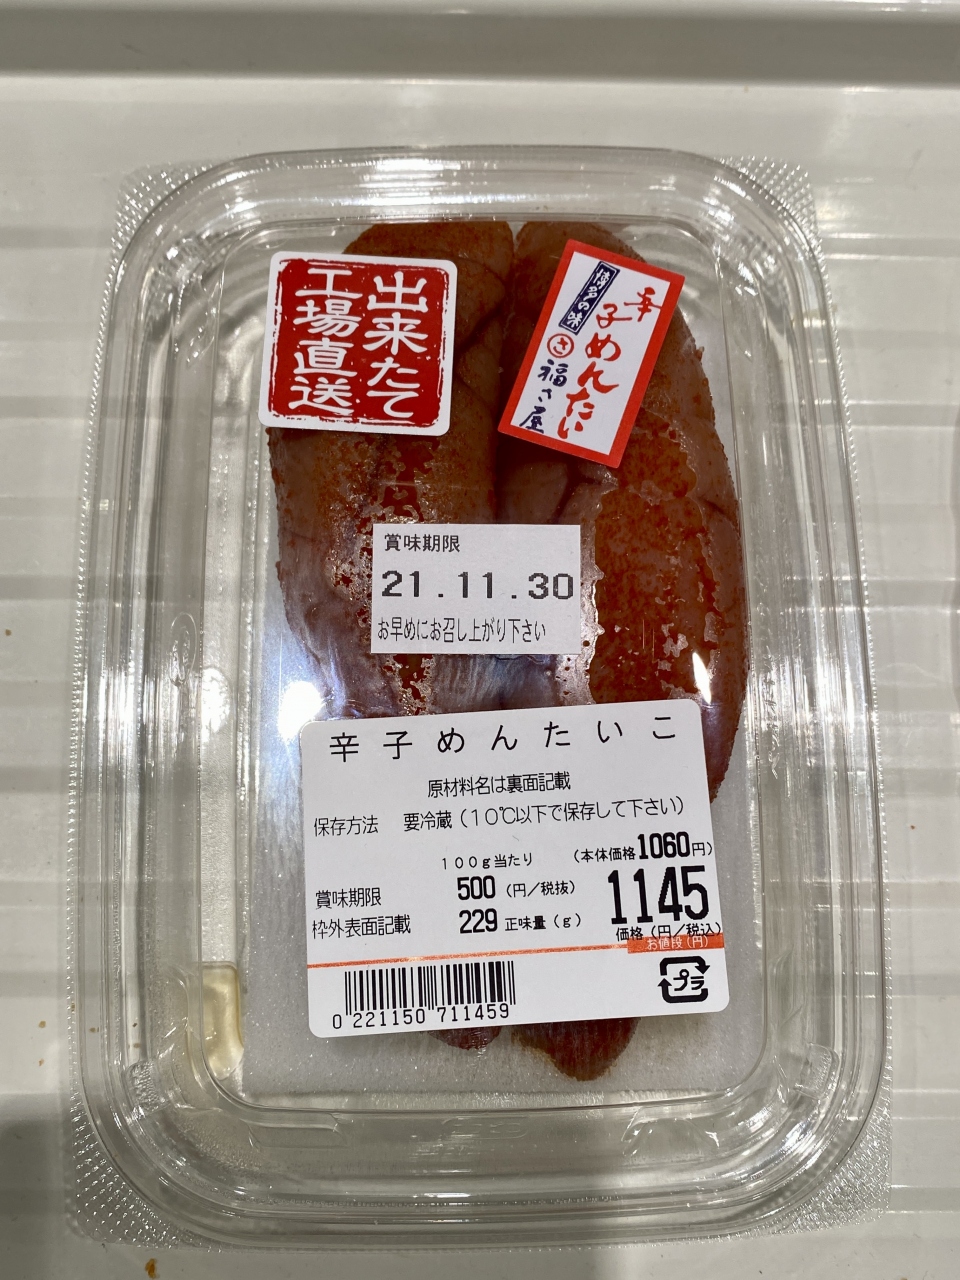 出来たて
工場直送
博多の味
辛子めんたい
さ
福さ屋
賞味期限
21.11.30
お早めにお召し上がり下さい
辛子めんたいこ
原材料名は裏面記載
保存方法 要冷蔵（10℃以下で保存して下さい）
100g当たり （本体価格1060円）
賞味期限 500（円／税抜） 1145
枠外表面記載 229 正味量（g） 価格（円／税込）
お値段（円）
プラ
0 221150 711459